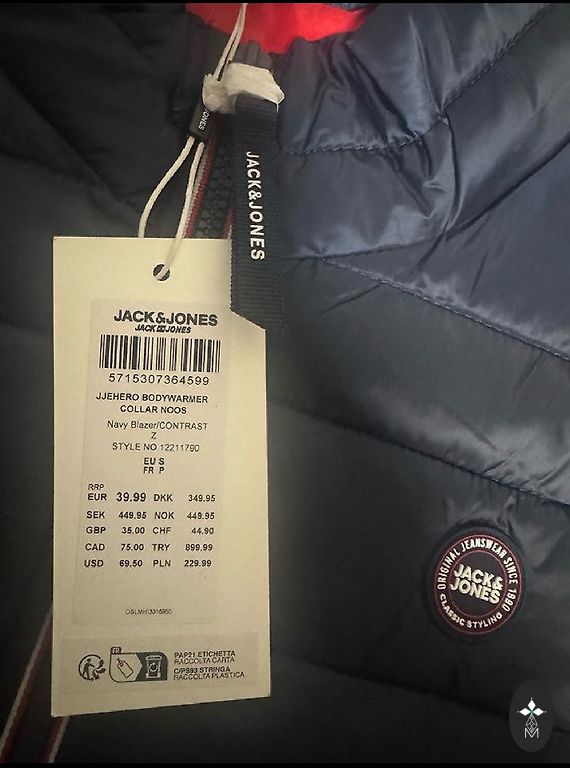 JONES
JACK&JONES
JACK&JONES
JACK&JONES
5715307364599
JJEHERO BODYWARMER
COLLAR NOOS
Navy Blazer/CONTRAST
Z
STYLE NO 12211790
EU S
FR P
RRP
EUR 39.99 DKK 349.95
SEK 449.95 NOK 449.95
GBP 35.00 CHF 44.90
CAD 75.00 TRY 899.99
USD 69.50 PLN 229.99
FR
PAP21 ETICHETTA
RACCOLTA CARTA
C/PS93 STRINGA
RACCOLTA PLASTICA
ORIGINAL JEANSWEAR SINCE 1990
JACK&
JONES
CLASSIC STYLING
M